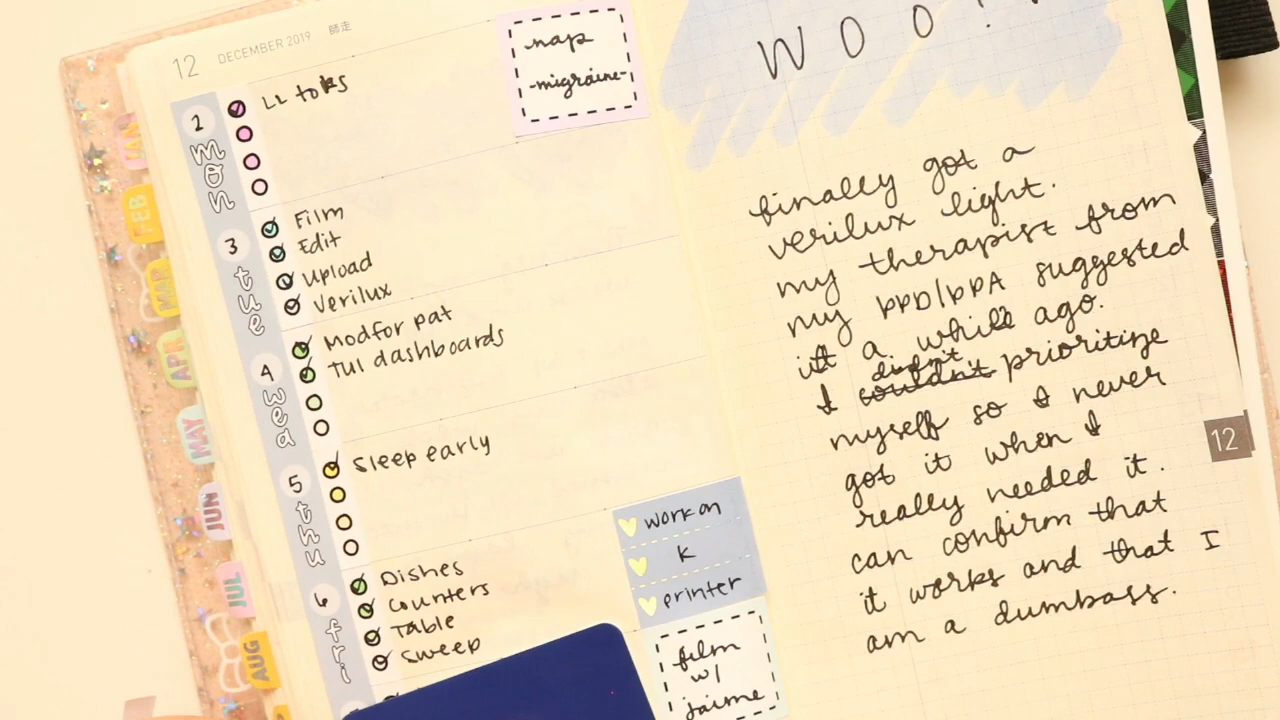 12 DECEMBER 2019 師走
2
mon
LL to
nap
-migraine-
3
tue
Film
Edit
Upload
Verilux
4
wed
Mod for pat
TUL dashboards
5
thu
Sleep early
6
fri
Dishes
Counters
Table
Sweep
work on
K
printer
film
w/
jaime
JAN
FEB
MAR
APR
MAY
JUN
JUL
AUG
WOO!
finally got a
verilux light.
my therapist from
my PPD/PPA suggested
it a while ago.
didn't
I couldn't prioritize
myself so I never
got it when I
really needed it.
can confirm that
it works and that I
am a dumbass.
12